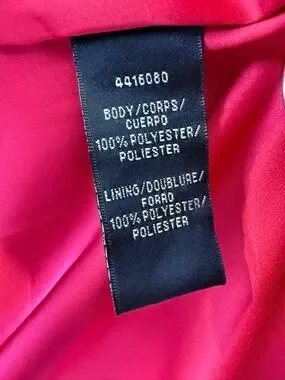 4416080
BODY/CORPS/
CUERPO
100% POLYESTER/
POLIESTER
LINING/DOUBLURE/
FORRO
100% POLYESTER/
POLIESTER